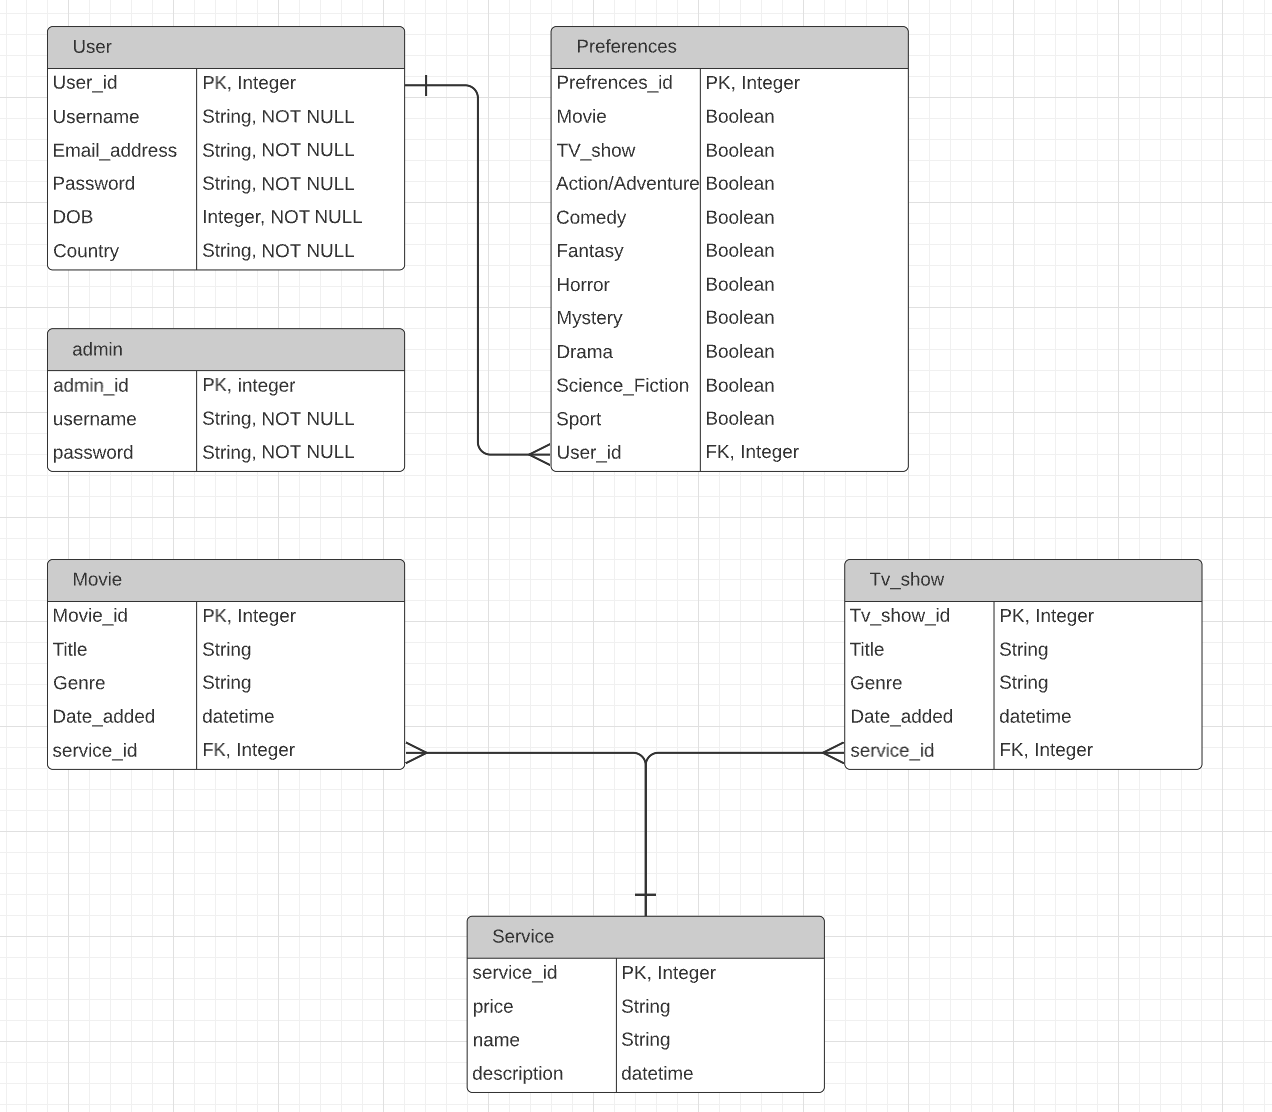 User
User_id PK, Integer
Username String, NOT NULL
Email_address String, NOT NULL
Password String, NOT NULL
DOB Integer, NOT NULL
Country String, NOT NULL
Preferences
Prefrences_id PK, Integer
Movie Boolean
TV_show Boolean
Action/Adventure Boolean
Comedy Boolean
Fantasy Boolean
Horror Boolean
Mystery Boolean
Drama Boolean
Science_Fiction Boolean
Sport Boolean
User_id FK, Integer
admin
admin_id PK, integer
username String, NOT NULL
password String, NOT NULL
Movie
Movie_id PK, Integer
Title String
Genre String
Date_added datetime
service_id FK, Integer
Tv_show
Tv_show_id PK, Integer
Title String
Genre String
Date_added datetime
service_id FK, Integer
Service
service_id PK, Integer
price String
name String
description datetime